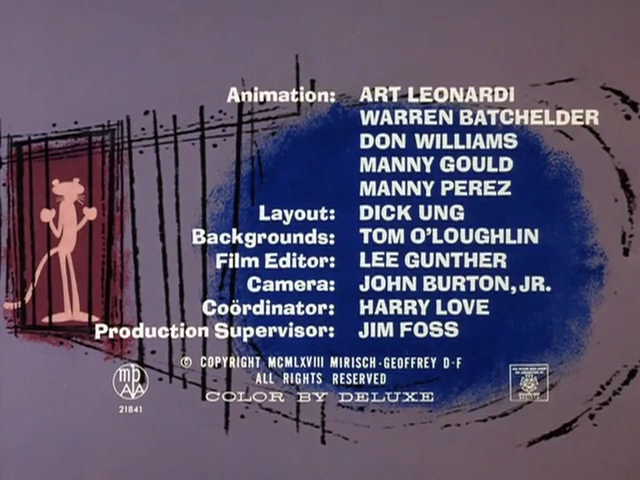 Animation: ART LEONARDI
WARREN BATCHELDER
DON WILLIAMS
MANNY GOULD
MANNY PEREZ
Layout: DICK UNG
Backgrounds: TOM O'LOUGHLIN
Film Editor: LEE GUNTHER
Camera: JOHN BURTON, JR.
Coördinator: HARRY LOVE
Production Supervisor: JIM FOSS
© COPYRIGHT MCMLXVIII MIRISCH-GEOFFREY D-F
ALL RIGHTS RESERVED
COLOR BY DELUXE
MPAA
21841